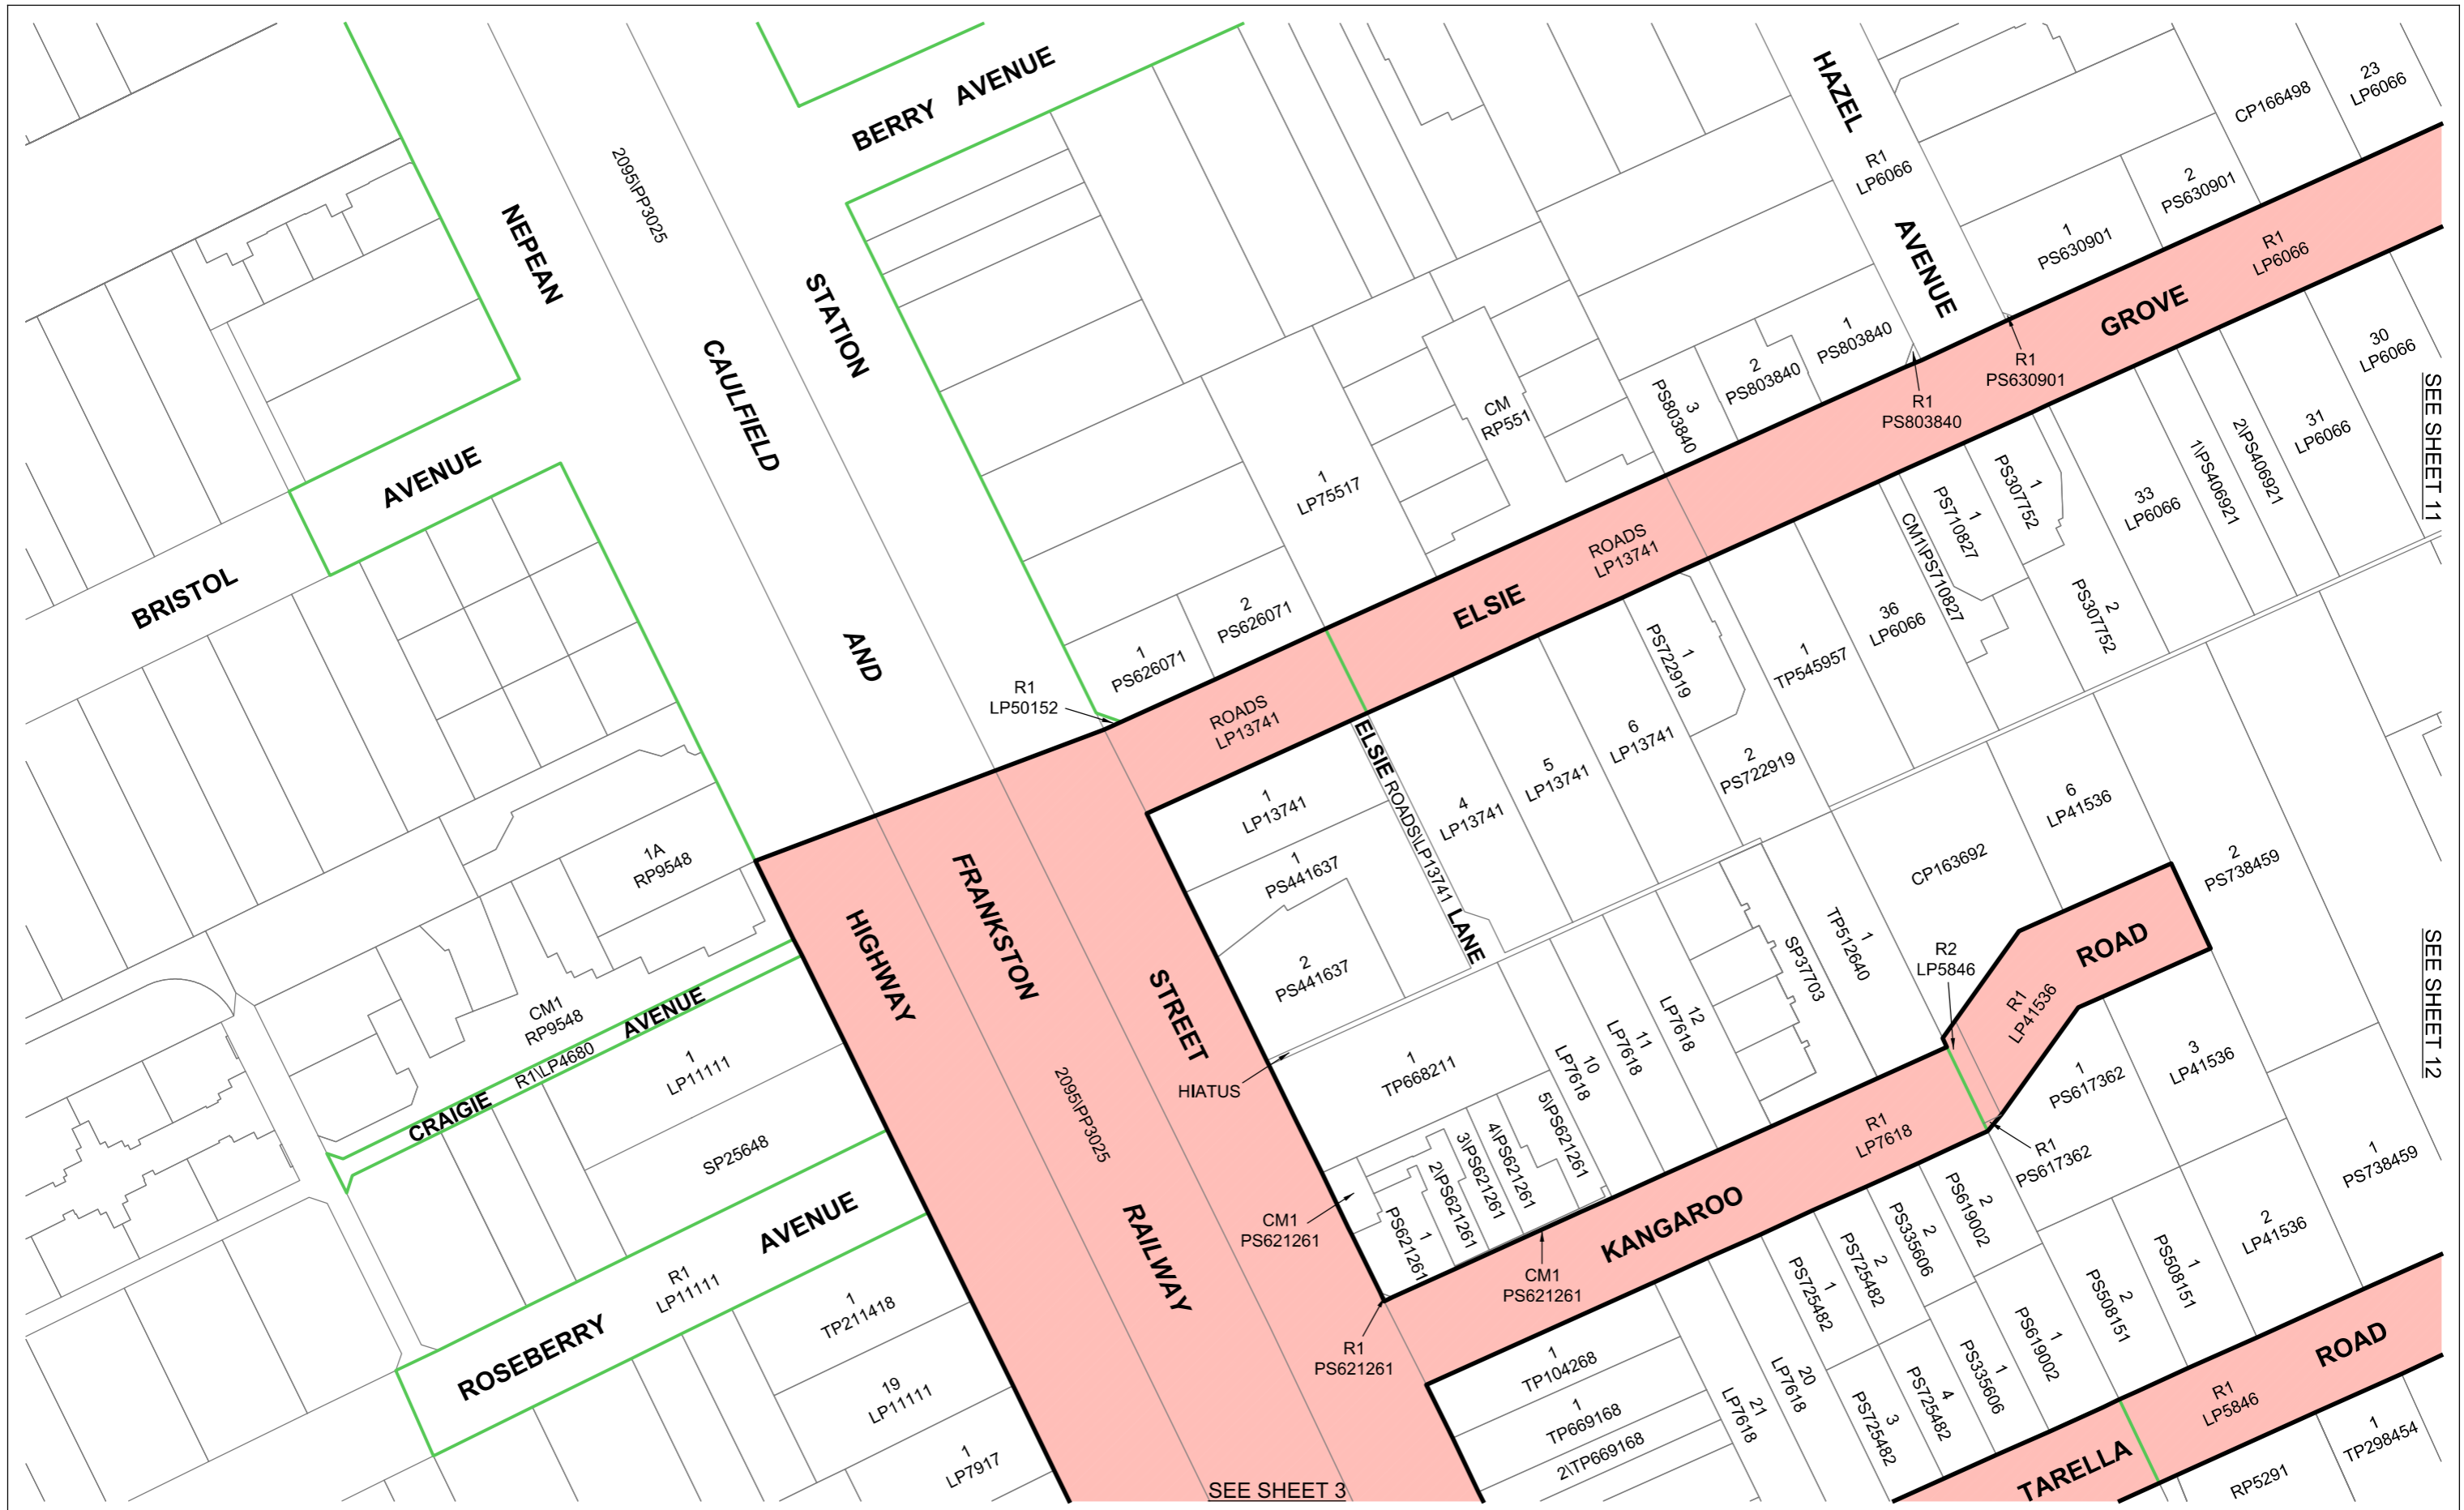 BERRY AVENUE
HAZEL
R1
LP6066
AVENUE
CP166498
23
LP6066
2095\PP3025
NEPEAN
STATION
CAULFIELD
1
PS630901
2
PS630901
R1
LP6066
GROVE
R1
PS630901
R1
PS803840
1
PS803840
2
PS803840
3
PS803840
CM
RP551
1
LP75517
30
LP6066
31
LP6066
2\PS406921
1\PS406921
33
LP6066
SEE SHEET 11
AVENUE
BRISTOL
AND
1
PS626071
2
PS626071
R1
LP50152
ROADS
LP13741
ELSIE
ROADS
LP13741
1
PS307752
1
PS710827
CM1\PS710827
2
PS307752
36
LP6066
1
TP545957
1
PS722919
2
PS722919
6
LP13741
5
LP13741
4
LP13741
ELSIE ROADS\LP13741 LANE
1
LP13741
1
PS441637
2
PS441637
1A
RP9548
CM1
RP9548
CRAIGIE R1\LP4680 AVENUE
1
LP11111
SP25648
HIGHWAY
FRANKSTON
STREET
2095\PP3025
RAILWAY
HIATUS
1
TP668211
10
LP7618
11
LP7618
12
LP7618
SP37703
1
TP512640
CP163692
6
LP41536
2
PS738459
ROAD
R1
LP41536
R2
LP5846
SEE SHEET 12
1
PS617362
3
LP41536
R1
PS617362
R1
LP7618
KANGAROO
5\PS621261
4\PS621261
3\PS621261
2\PS621261
1
PS621261
CM1
PS621261
CM1
PS621261
R1
PS621261
ROSEBERRY AVENUE
R1
LP11111
1
TP211418
19
LP11111
1
LP7917
1
TP104268
1
TP669168
2\TP669168
21
LP7618
20
LP7618
1
PS725482
2
PS725482
3
PS725482
4
PS725482
2
PS335606
1
PS335606
2
PS619002
1
PS619002
2
PS508151
1
PS508151
2
LP41536
1
PS738459
TARELLA ROAD
R1
LP5846
RP5291
1
TP298454
SEE SHEET 3